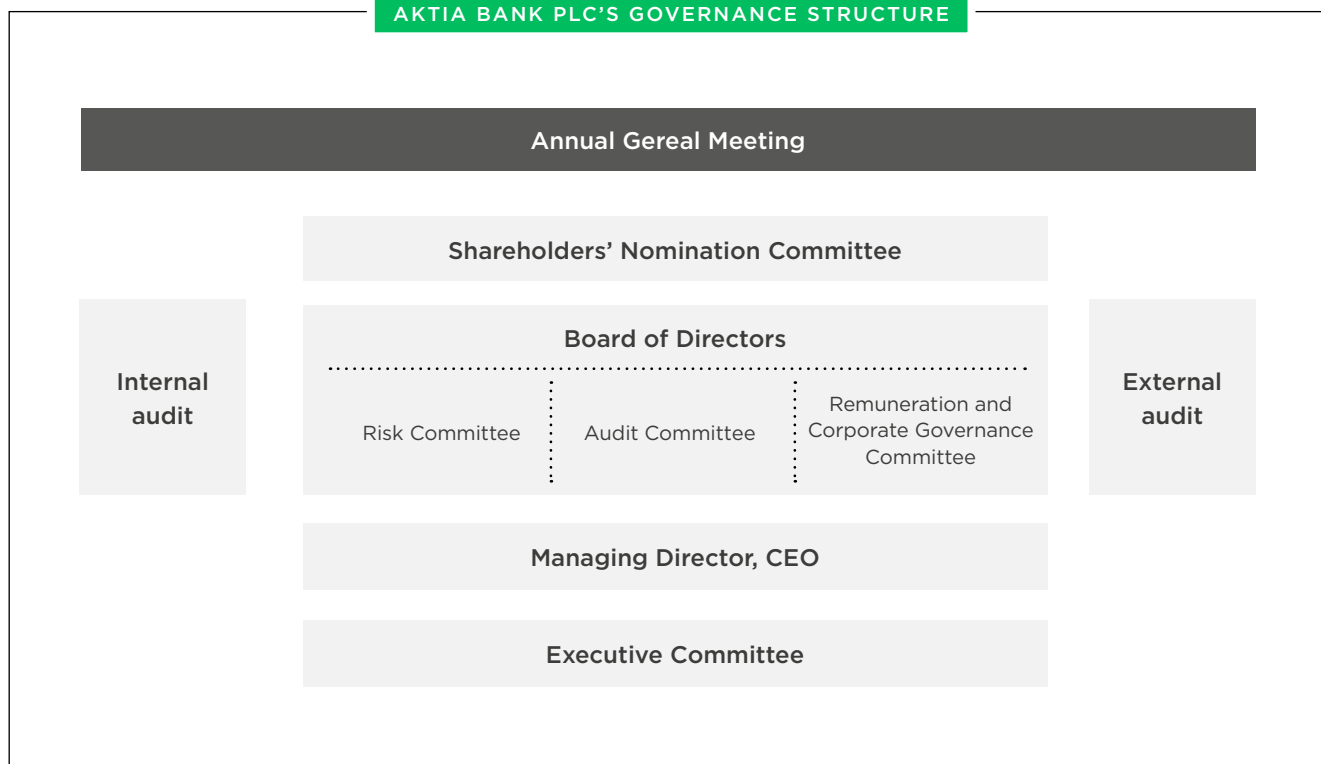 AKTIA BANK PLC'S GOVERNANCE STRUCTURE
Annual Gereal Meeting
Shareholders' Nomination Committee
Internal
audit
Board of Directors
Risk Committee
Audit Committee
Remuneration and
Corporate Governance
Committee
External
audit
Managing Director, CEO
Executive Committee